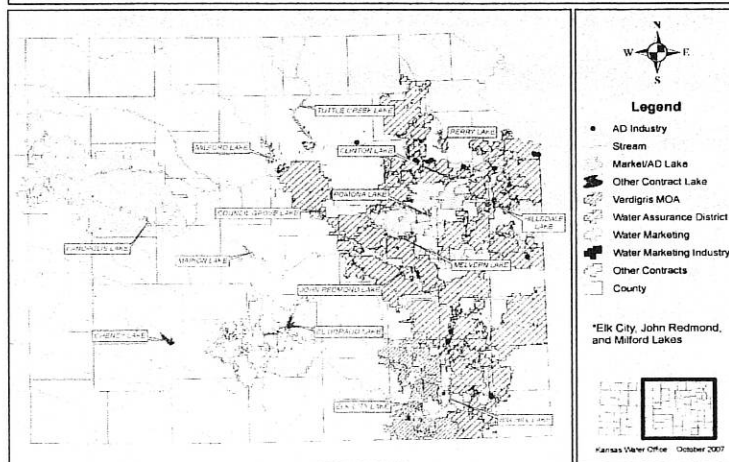 TUTTLE CREEK LAKE
MILFORD LAKE
PERRY LAKE
CLINTON LAKE
POMONA LAKE
COUNCIL GROVE LAKE
HILLSDALE
LAKE
KANOPOLIS LAKE
MARION LAKE
MELVERN LAKE
JOHN REDMOND LAKE
CHENEY LAKE
EL DORADO LAKE
ELK CITY LAKE
BIG HILL LAKE
N
W E
S
Legend
AD Industry
Stream
Market/AD Lake
Other Contract Lake
Verdigris MOA
Water Assurance District
Water Marketing
Water Marketing Industry
Other Contracts
County
*Elk City, John Redmond,
and Milford Lakes
Kansas Water Office October 2007